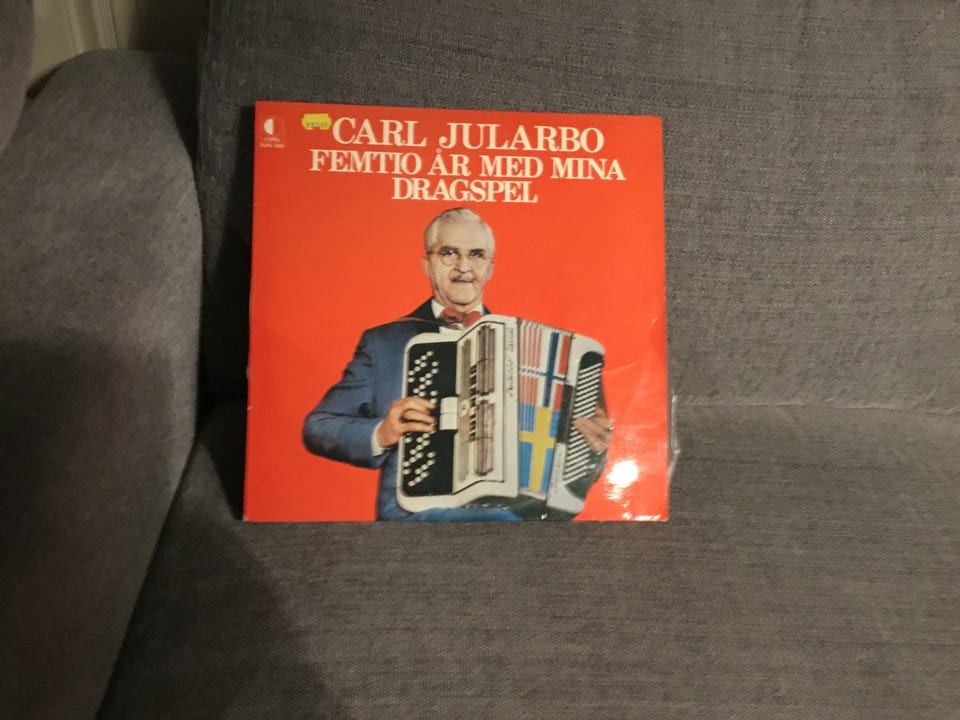 CARL JULARBO
FEMTIO ÅR MED MINA
DRAGSPEL